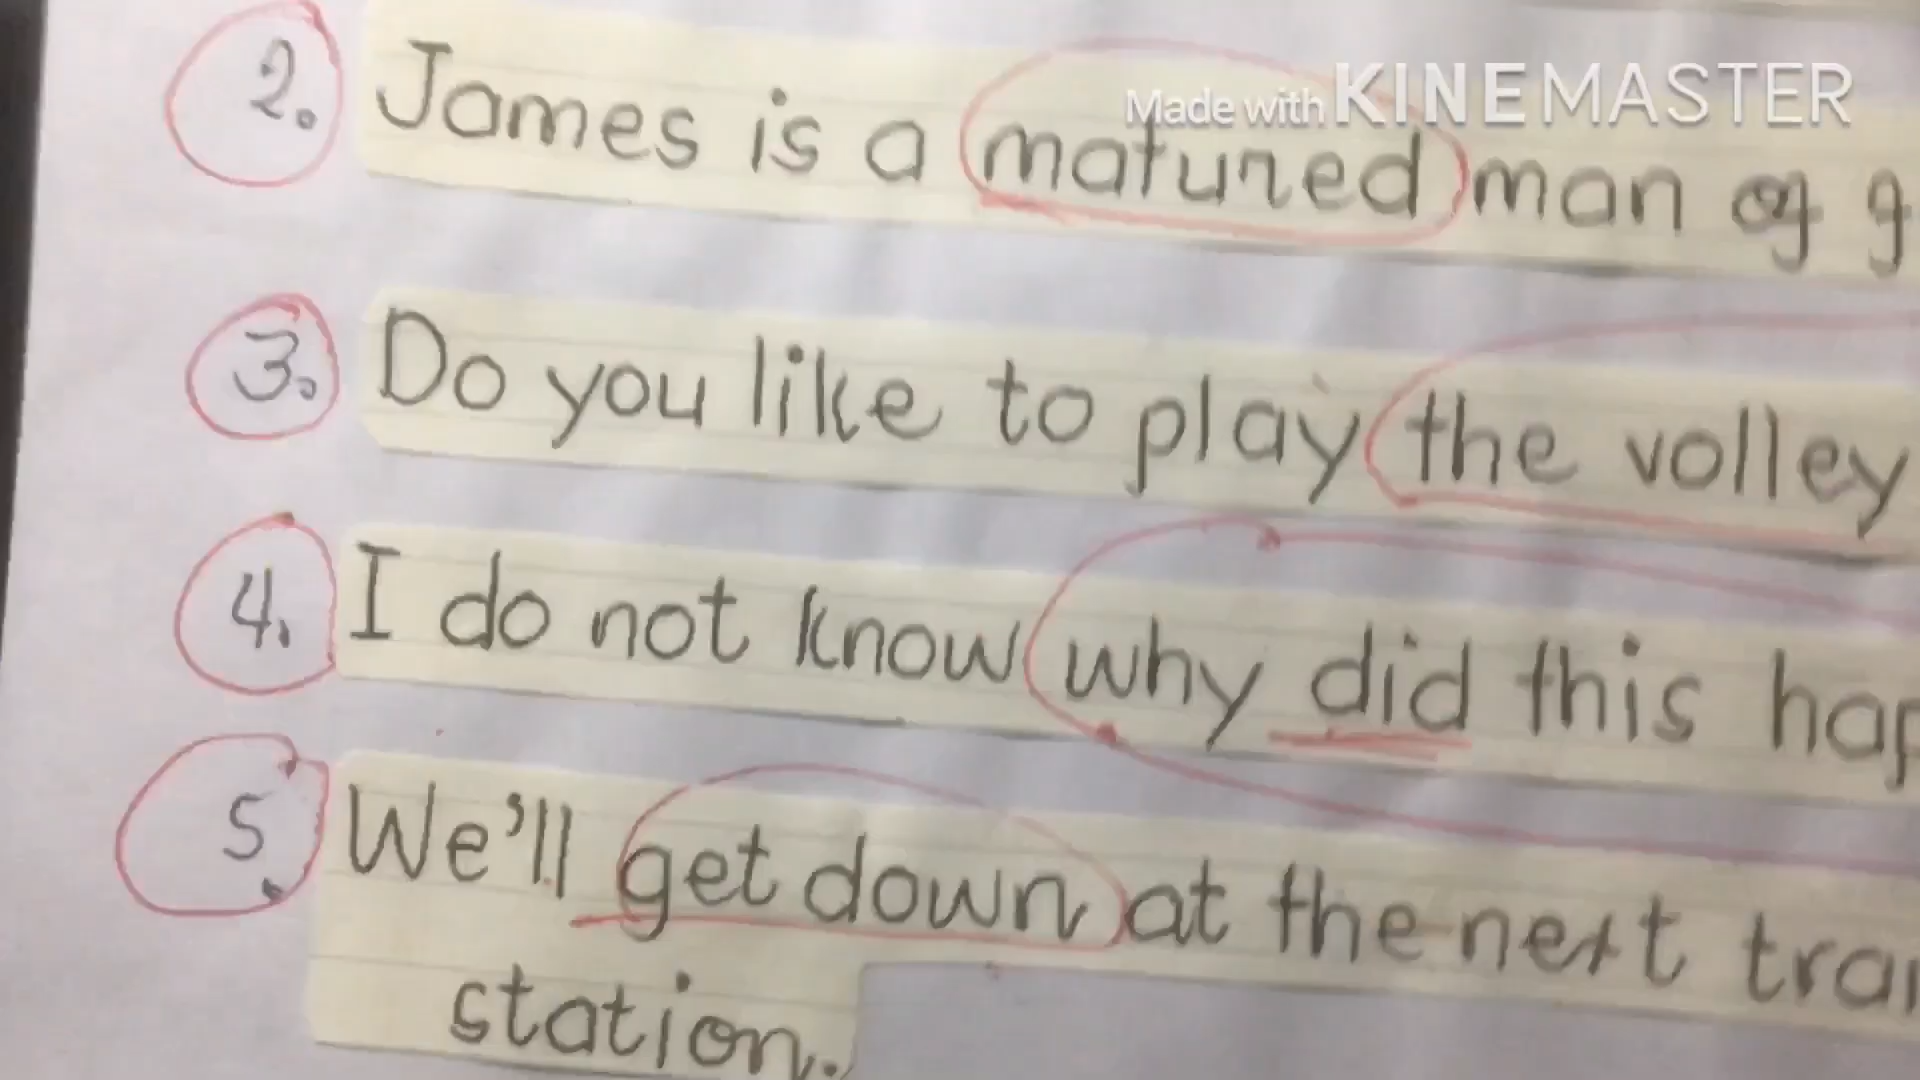 2. James is a matured man of
Made with KINEMASTER
3. Do you like to play the volley
4. I do not know why did this
5. We'll get down at the next
station.